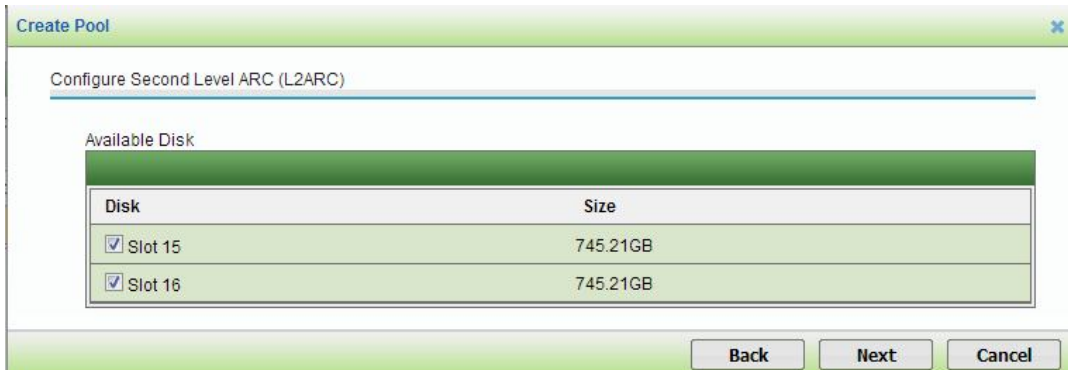 Create Pool
Configure Second Level ARC (L2ARC)
Available Disk
Disk Size
Slot 15 745.21GB
Slot 16 745.21GB
Back Next Cancel